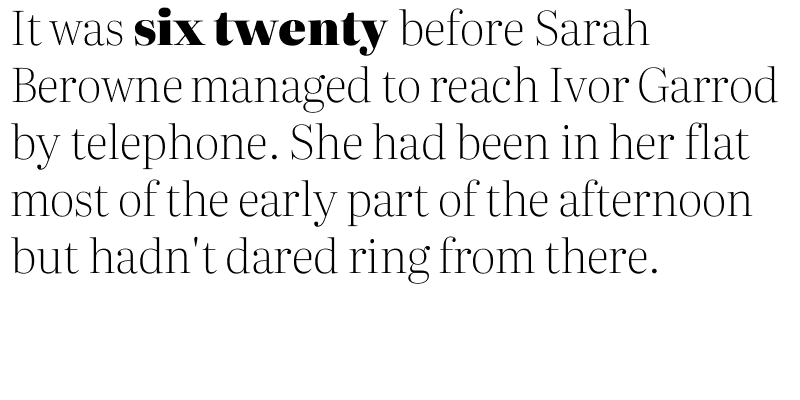 It was six twenty before Sarah
Berowne managed to reach Ivor Garrod
by telephone. She had been in her flat
most of the early part of the afternoon
but hadn't dared ring from there.